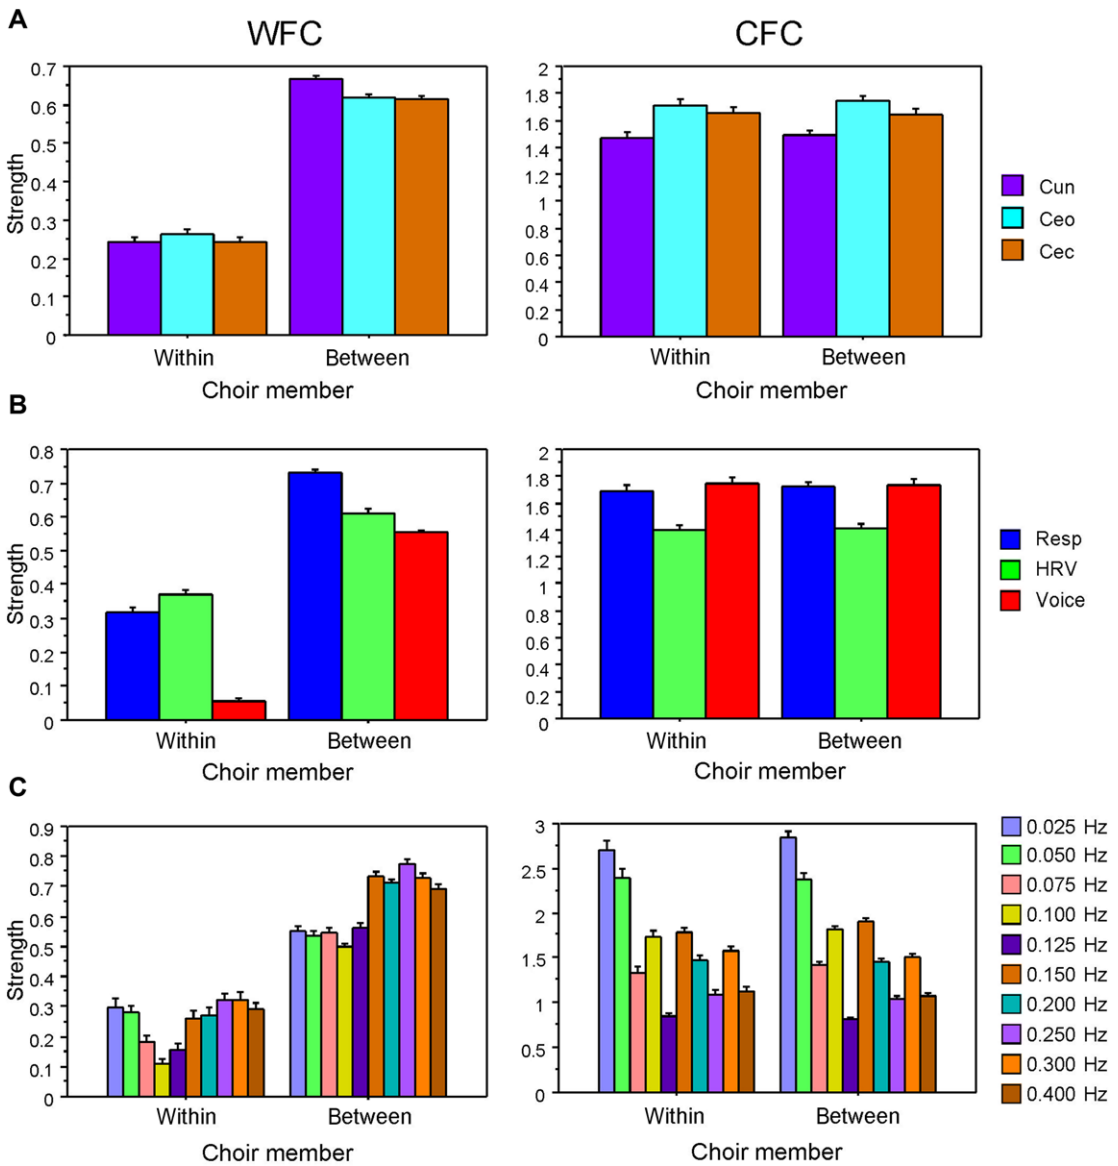 A
WFC
CFC
0.7
0.6
0.5
0.4
0.3
0.2
0.1
0
Strength
Within
Between
Choir member
2
1.8
1.6
1.4
1.2
1
0.8
0.6
0.4
0.2
0
Within
Between
Choir member
Cun
Ceo
Cec
B
0.8
0.7
0.6
0.5
0.4
0.3
0.2
0.1
0
Strength
Within
Between
Choir member
2
1.8
1.6
1.4
1.2
1
0.8
0.6
0.4
0.2
0
Within
Between
Choir member
Resp
HRV
Voice
C
0.9
0.8
0.7
0.6
0.5
0.4
0.3
0.2
0.1
0
Strength
Within
Between
Choir member
3
2.5
2
1.5
1
0.5
0
Within
Between
Choir member
0.025 Hz
0.050 Hz
0.075 Hz
0.100 Hz
0.125 Hz
0.150 Hz
0.200 Hz
0.250 Hz
0.300 Hz
0.400 Hz